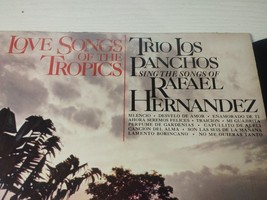 LOVE SONGS
OF THE
TROPICS
TRIO LOS
PANCHOS
SING THE SONGS OF
RAFAEL
HERNANDEZ
SILENCIO • DESVELO DE AMOR • ENAMORADO DE TI
AHORA SEREMOS FELICES • TRAICION • MI GUAJIRITA
PERFUME DE GARDENIAS • CAPULLITO DE ALELI
CANCION DEL ALMA • SON LAS SEIS DE LA MANANA
LAMENTO BORINCANO • NO ME QUIERAS TANTO